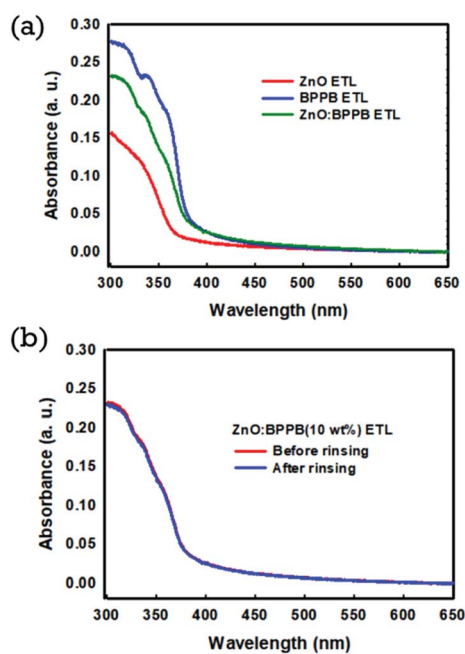 (a)
0.30
0.25
0.20
0.15
0.10
0.05
0.00
Absorbance (a. u.)
ZnO ETL
BPPB ETL
ZnO:BPPB ETL
300 350 400 450 500 550 600 650
Wavelength (nm)
(b)
0.30
0.25
0.20
0.15
0.10
0.05
0.00
Absorbance (a. u.)
ZnO:BPPB(10 wt%) ETL
Before rinsing
After rinsing
300 350 400 450 500 550 600 650
Wavelength (nm)